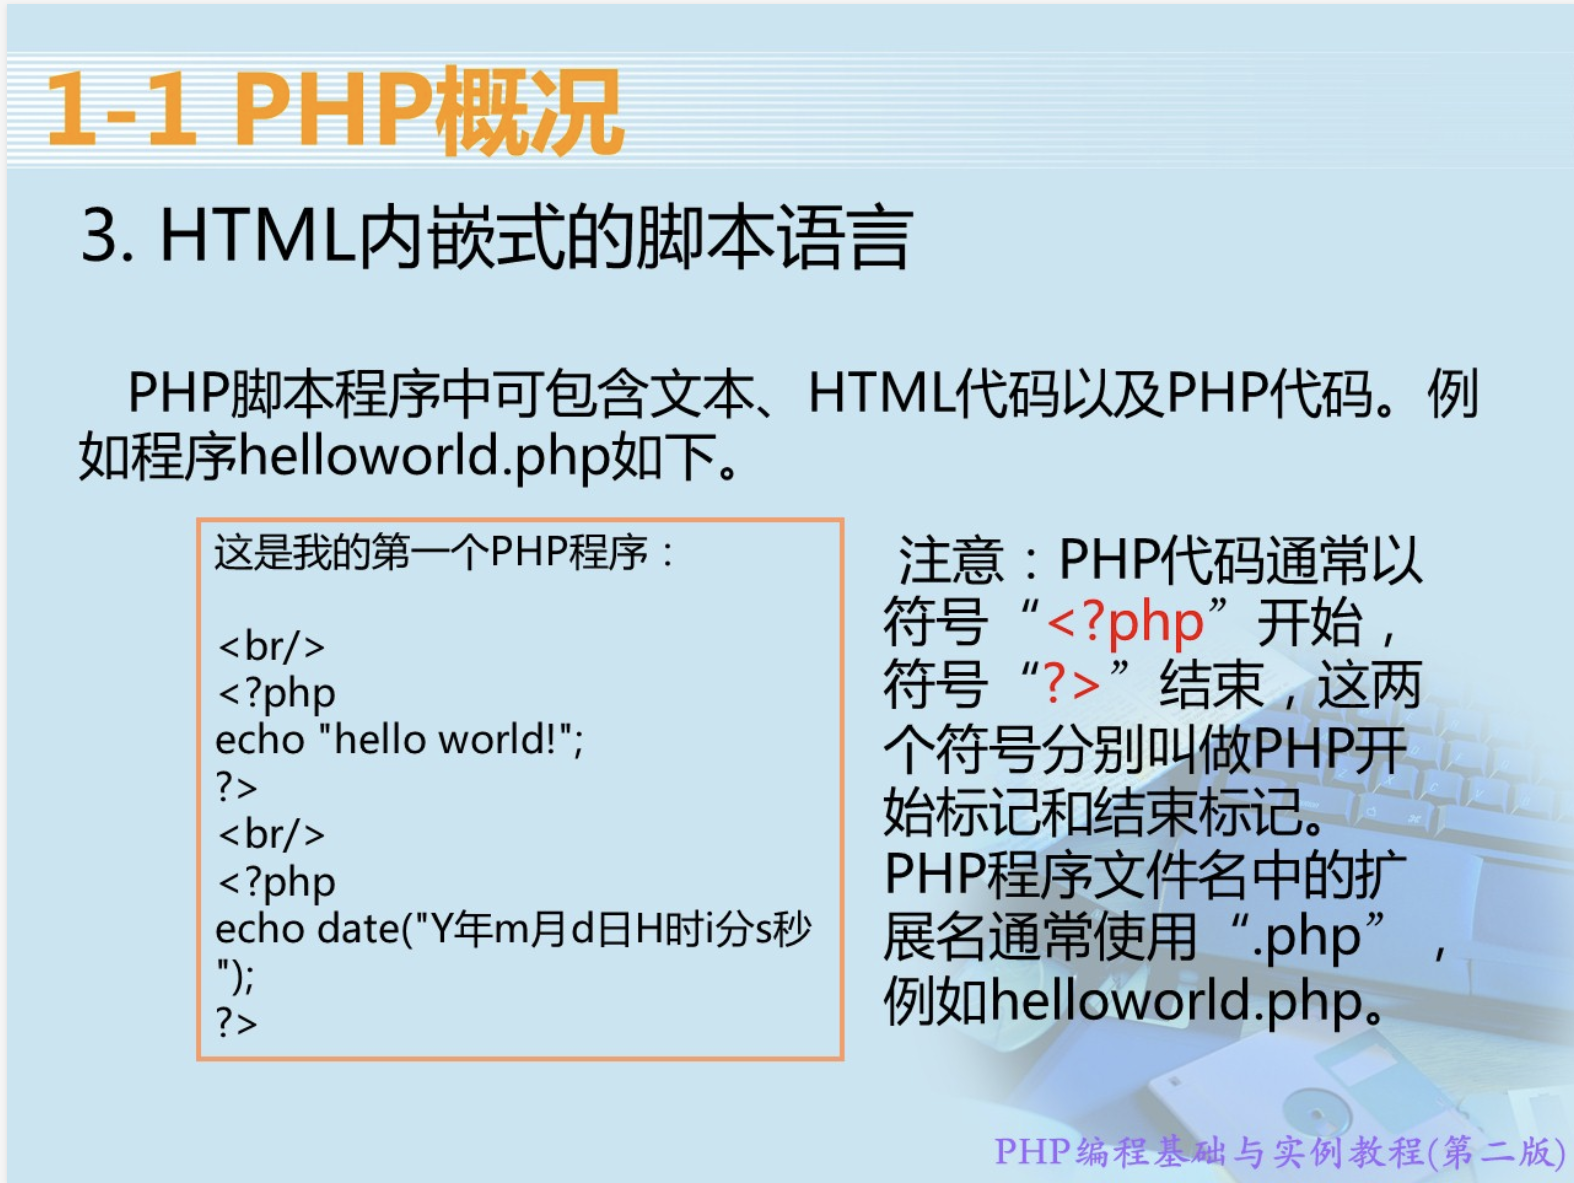 1-1 PHP概况
3. HTML内嵌式的脚本语言
PHP脚本程序中可包含文本、HTML代码以及PHP代码。例
如程序helloworld.php如下。
这是我的第一个PHP程序：
<br/>
<?php
echo "hello world!";
?>
<br/>
<?php
echo date("Y年m月d日H时i分s秒
");
?>
注意：PHP代码通常以
符号“<?php”开始，
符号“?>”结束，这两
个符号分别叫做PHP开
始标记和结束标记。
PHP程序文件名中的扩
展名通常使用“.php”，
例如helloworld.php。
PHP编程基础与实例教程(第二版)